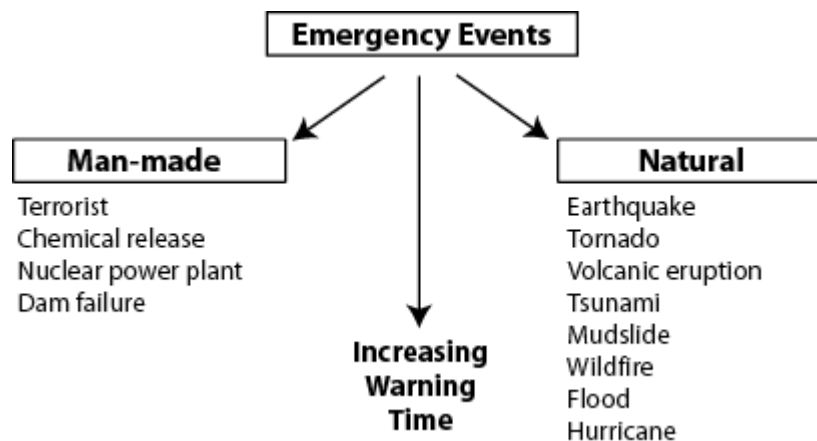 Emergency Events
Man-made
Terrorist
Chemical release
Nuclear power plant
Dam failure
Increasing
Warning
Time
Natural
Earthquake
Tornado
Volcanic eruption
Tsunami
Mudslide
Wildfire
Flood
Hurricane